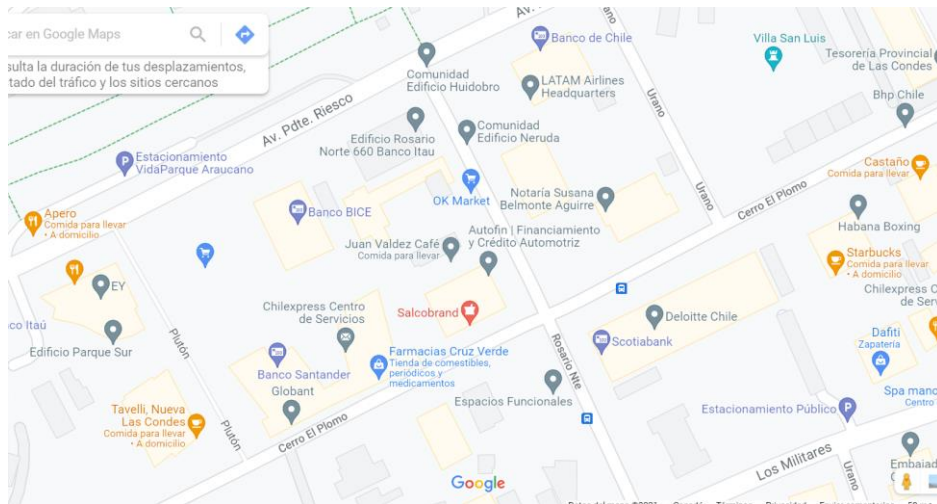 car en Google Maps
sulta la duración de tus desplazamientos,
tado del tráfico y los sitios cercanos
Av. Pdte. Riesco
Av.
Comunidad
Edificio Huidobro
Banco de Chile
LATAM Airlines
Headquarters
Urano
Villa San Luis
Tesorería Provincial
de Las Condes
Bhp Chile
Edificio Rosario
Norte 660 Banco Itau
Comunidad
Edificio Neruda
Estacionamiento
VidaParque Araucano
P
Castaño
Comida para llevar
Urano
Cerro El Plomo
OK Market
Notaría Susana
Belmonte Aguirre
Banco BICE
Apero
Comida para llevar
• A domicilio
Habana Boxing
Juan Valdez Café
Comida para llevar
Autofin | Financiamiento
y Crédito Automotriz
Starbucks
Comida para llevar
• A domicilio
EY
Chilexpress C
de Serv
Chilexpress Centro
de Servicios
Salcobrand
Deloitte Chile
nco Itaú
Edificio Parque Sur
Plutón
Scotiabank
Rosario Nte
Dafiti
Zapatería
Farmacias Cruz Verde
Tienda de comestibles,
periódicos y
medicamentos
Banco Santander
Globant
Espacios Funcionales
Spa mano
Centro
Tavelli, Nueva
Las Condes
Comida para llevar
• A domicilio
Plutón
Cerro El Plomo
Estacionamiento Público
P
Los Militares
Urano
Embajad
Google